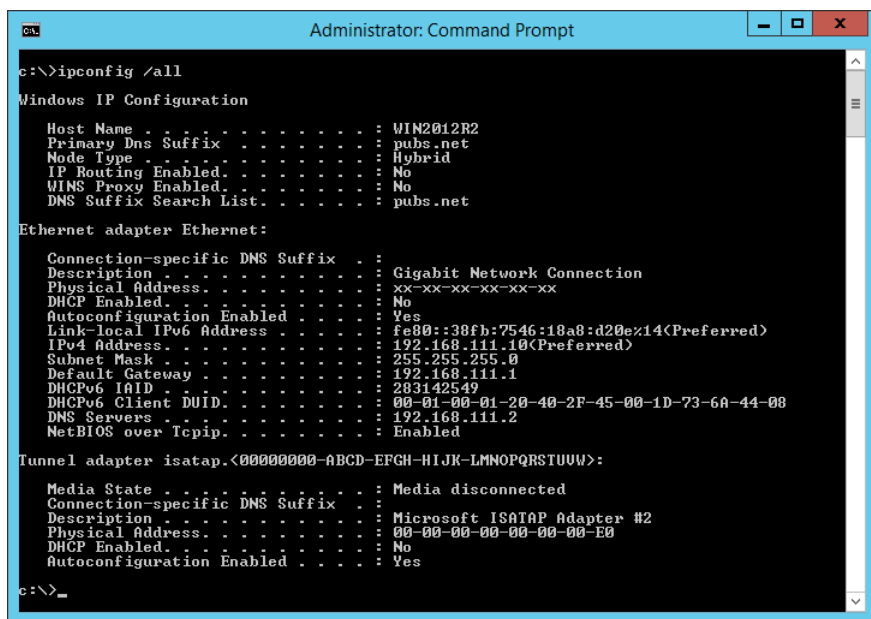 Administrator: Command Prompt
c:\>ipconfig /all
Windows IP Configuration
Host Name . . . . . . . . . . . . : WIN2012R2
Primary Dns Suffix  . . . . . . . : pubs.net
Node Type . . . . . . . . . . . . : Hybrid
IP Routing Enabled. . . . . . . . : No
WINS Proxy Enabled. . . . . . . . : No
DNS Suffix Search List. . . . . . : pubs.net
Ethernet adapter Ethernet:
Connection-specific DNS Suffix  . :
Description . . . . . . . . . . . : Gigabit Network Connection
Physical Address. . . . . . . . . : xx-xx-xx-xx-xx-xx
DHCP Enabled. . . . . . . . . . . : No
Autoconfiguration Enabled . . . . : Yes
Link-local IPv6 Address . . . . . : fe80::38fb:7546:18a8:d20e%14(Preferred)
IPv4 Address. . . . . . . . . . . : 192.168.111.10(Preferred)
Subnet Mask . . . . . . . . . . . : 255.255.255.0
Default Gateway . . . . . . . . . : 192.168.111.1
DHCPv6 IAID . . . . . . . . . . . : 283142549
DHCPv6 Client DUID. . . . . . . . : 00-01-00-01-20-40-2F-45-00-1D-73-6A-44-08
DNS Servers . . . . . . . . . . . : 192.168.111.2
NetBIOS over Tcpip. . . . . . . . : Enabled
Tunnel adapter isatap.<00000000-ABCD-EFGH-HIJK-LMNOPQRSTUVW>:
Media State . . . . . . . . . . . : Media disconnected
Connection-specific DNS Suffix  . :
Description . . . . . . . . . . . : Microsoft ISATAP Adapter #2
Physical Address. . . . . . . . . : 00-00-00-00-00-00-00-E0
DHCP Enabled. . . . . . . . . . . : No
Autoconfiguration Enabled . . . . : Yes
c:\>_